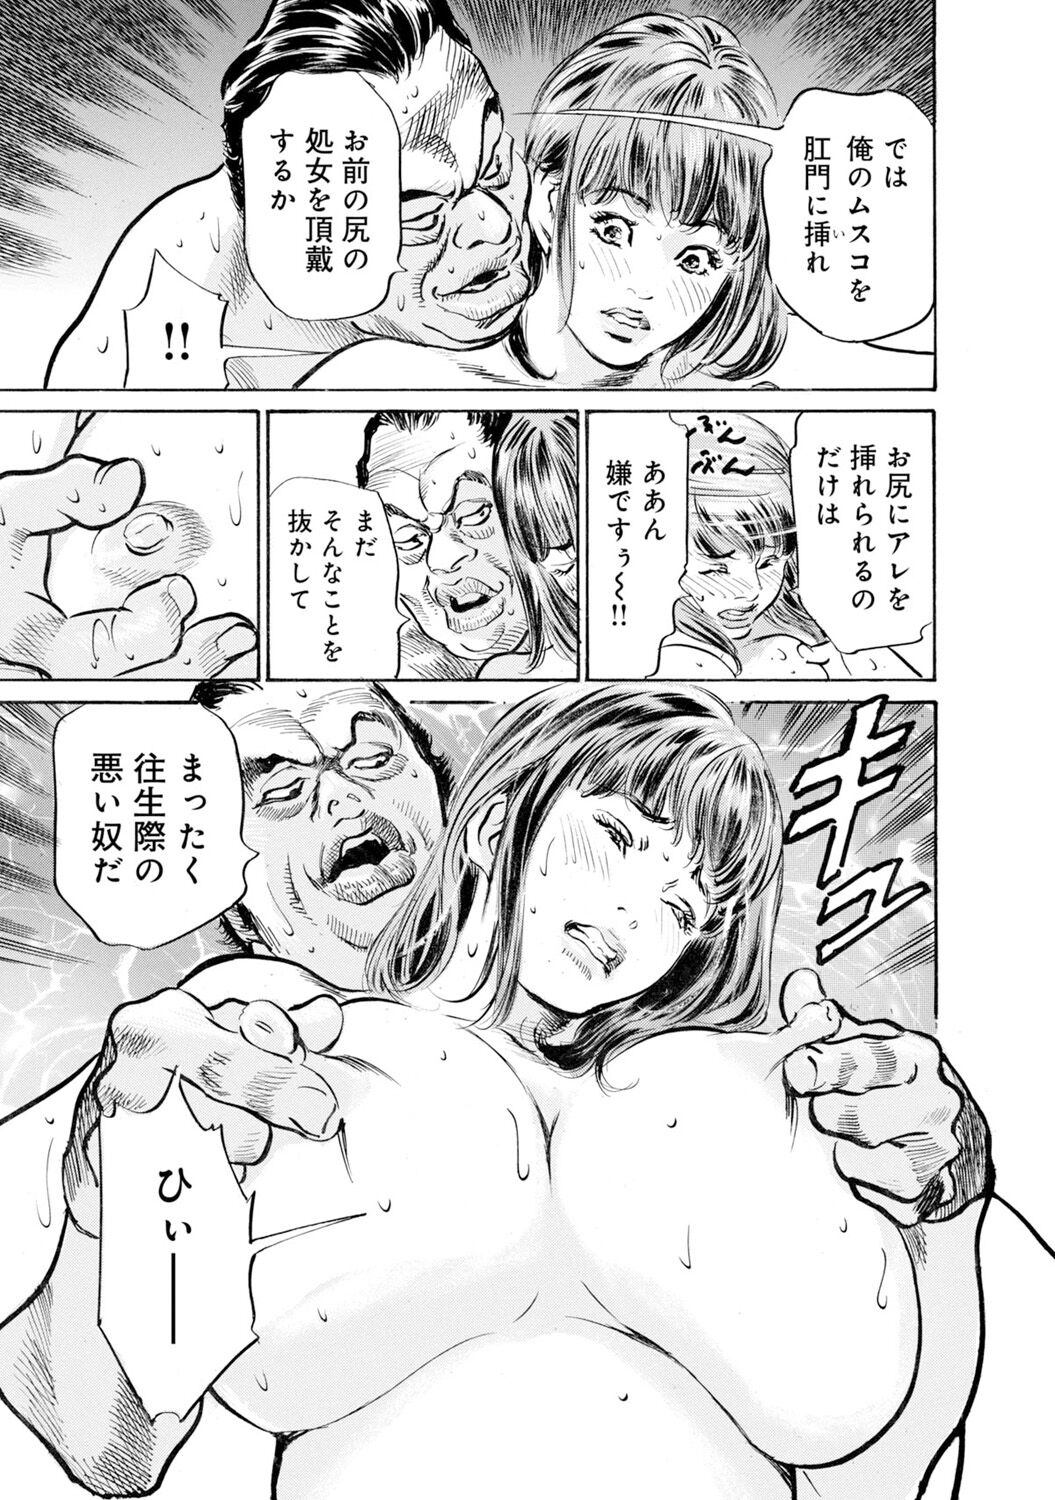 では
俺のムスコを
肛門に挿れ
い
お前の尻の
処女を頂戴
するか
!!
お尻にアレを
挿れられるの
だけは
ぶん
ぶん
ああん
嫌ですぅ〜!!
まだ
そんなことを
抜かして
キュ
まったく
往生際の
悪い奴だ
ひぃ──